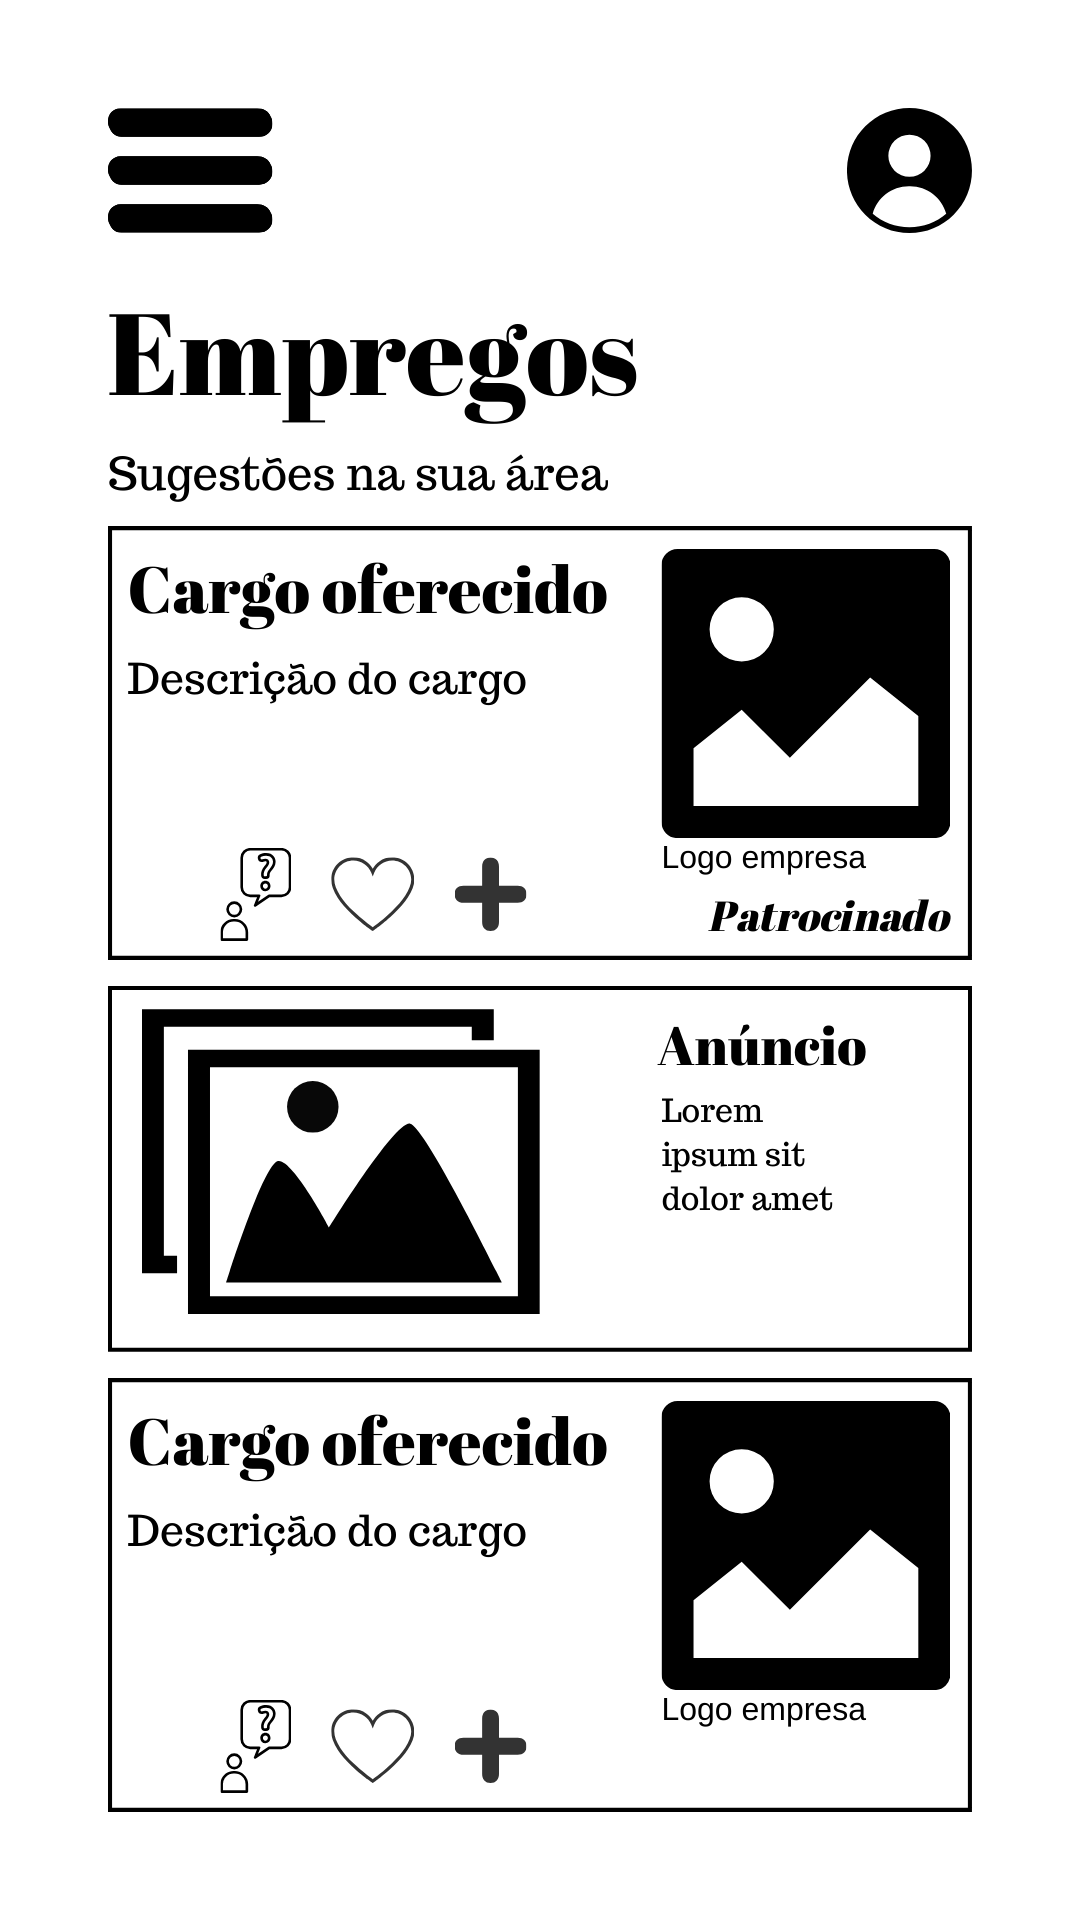 Empregos
Sugestões na sua área
Cargo oferecido
Descrição do cargo
?
Logo empresa
Patrocinado
Anúncio
Lorem
ipsum sit
dolor amet
Cargo oferecido
Descrição do cargo
?
Logo empresa